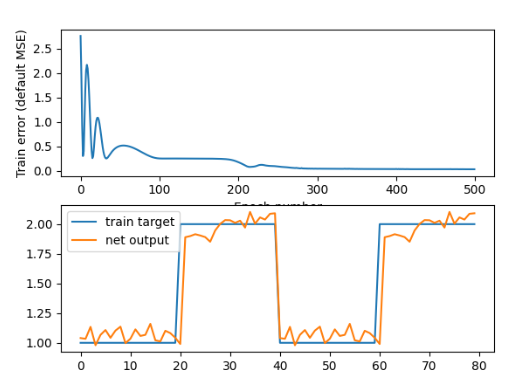 Train error (default MSE)
2.5
2.0
1.5
1.0
0.5
0.0
0 100 200 300 400 500
Epoch number
train target
net output
2.00
1.75
1.50
1.25
1.00
0 10 20 30 40 50 60 70 80